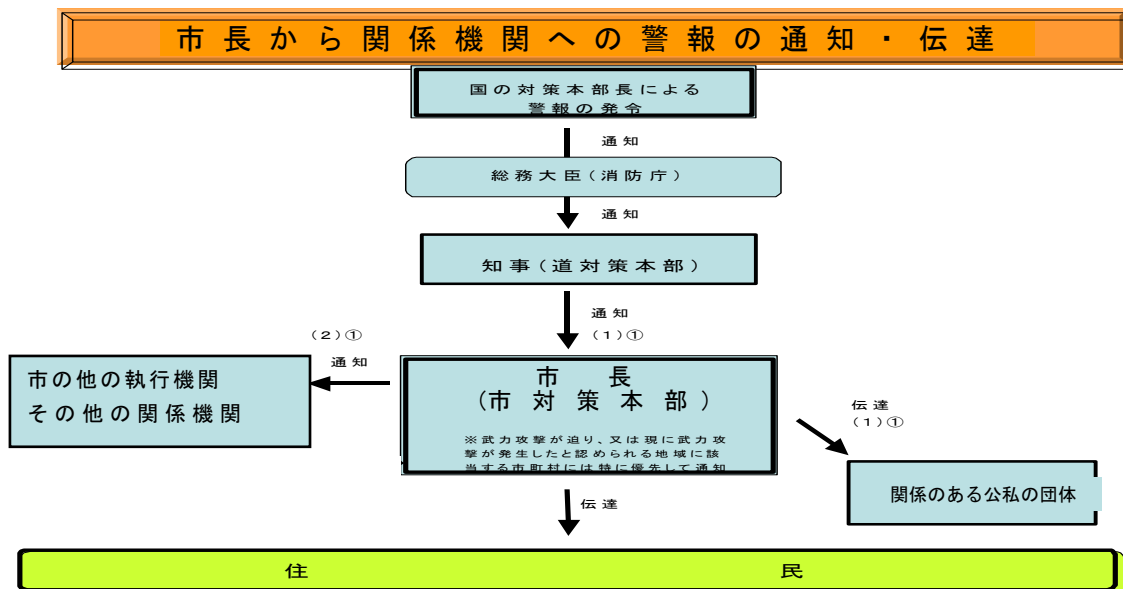 市長から関係機関への警報の通知・伝達
国の対策本部長による
警報の発令
通知
総務大臣(消防庁)
通知
知事(道対策本部)
通知
(1)①
(2)①
通知
市の他の執行機関
その他の関係機関
市長
(市対策本部)
※武力攻撃が迫り、又は現に武力攻
撃が発生したと認められる地域に該
当する市町村には特に優先して通知
伝達
(1)①
関係のある公私の団体
伝達
住民